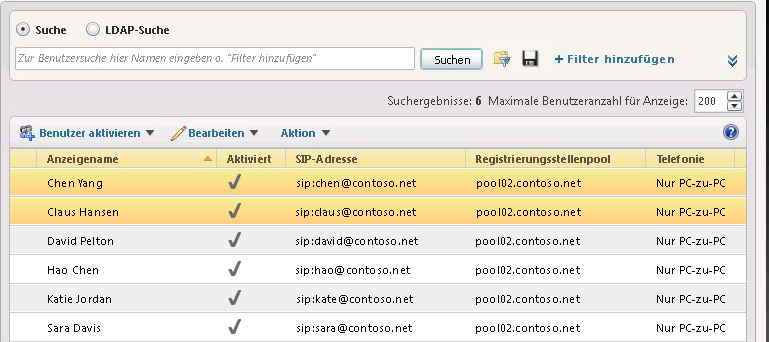 Suche LDAP-Suche
Zur Benutzersuche hier Namen eingeben o. "Filter hinzufügen" Suchen + Filter hinzufügen
Suchergebnisse: 6 Maximale Benutzeranzahl für Anzeige: 200
Benutzer aktivieren Bearbeiten Aktion ?
Anzeigename Aktiviert SIP-Adresse Registrierungsstellenpool Telefonie
Chen Yang ✓ sip:chen@contoso.net pool02.contoso.net Nur PC-zu-PC
Claus Hansen ✓ sip:claus@contoso.net pool02.contoso.net Nur PC-zu-PC
David Pelton ✓ sip:david@contoso.net pool02.contoso.net Nur PC-zu-PC
Hao Chen ✓ sip:hao@contoso.net pool02.contoso.net Nur PC-zu-PC
Katie Jordan ✓ sip:kate@contoso.net pool02.contoso.net Nur PC-zu-PC
Sara Davis ✓ sip:sara@contoso.net pool02.contoso.net Nur PC-zu-PC